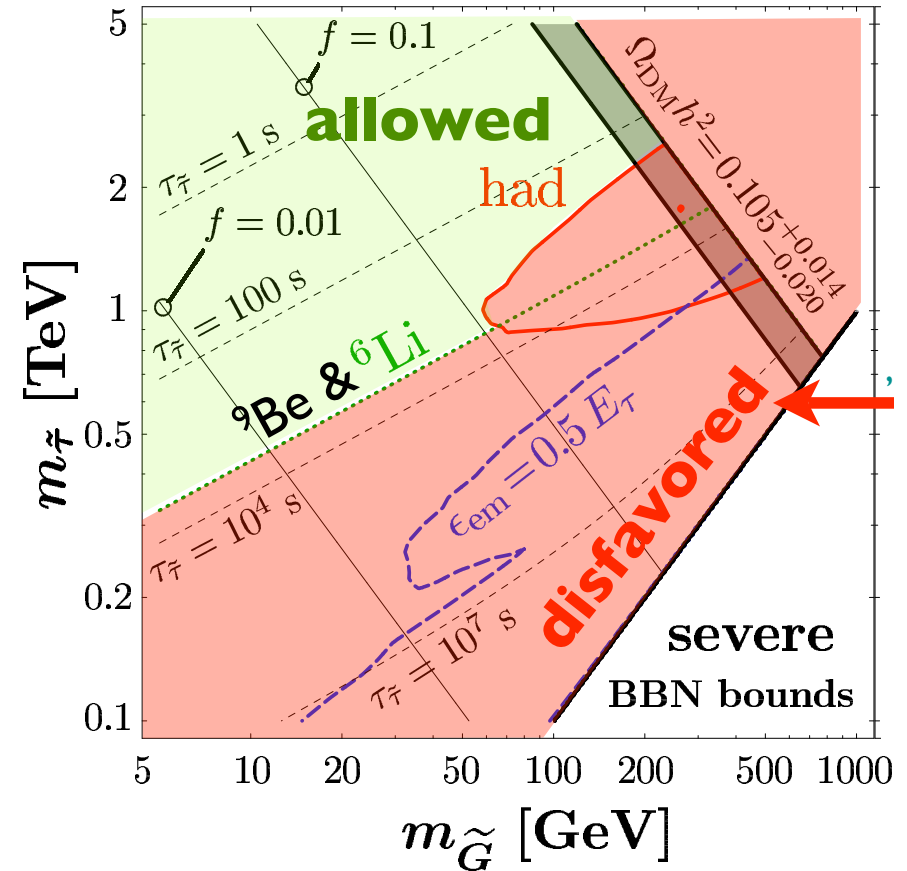 5
2
1
0.5
0.2
0.1
m_τ̃ [TeV]
f = 0.1
allowed
τ_τ̃ = 1 s
had
Ω_DM h² = 0.105 +0.014 −0.020
f = 0.01
τ_τ̃ = 100 s
⁹Be & ⁶Li
,
ϵ_em = 0.5 E_τ
disfavored
τ_τ̃ = 10⁴ s
τ_τ̃ = 10⁷ s
severe
BBN bounds
5 10 20 50 100 200 500 1000
m_G̃ [GeV]